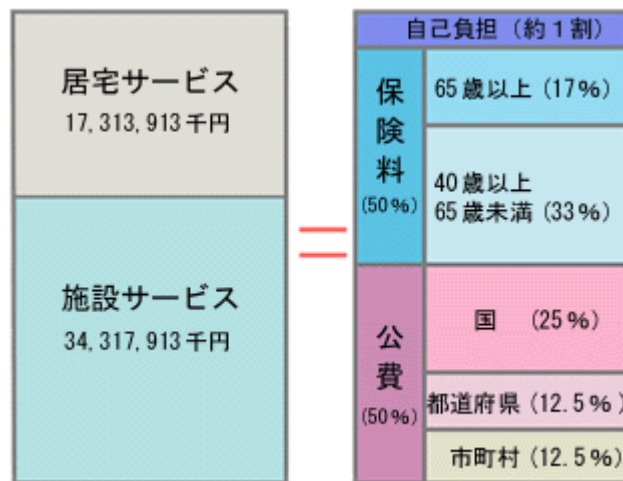 居宅サービス
17,313,913千円
施設サービス
34,317,913千円
自己負担（約1割）
保険料
(50%)
65歳以上（17%）
40歳以上
65歳未満（33%）
公費
(50%)
国　（25%）
都道府県（12.5%）
市町村（12.5%）